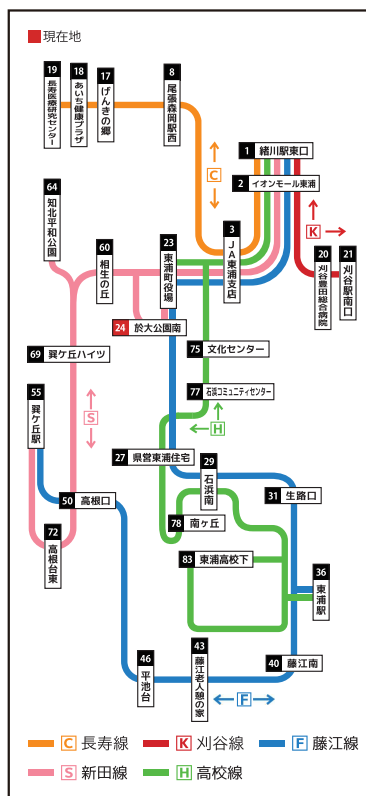 現在地
19 長寿医療研究センター
18 あいち健康プラザ
17 げんきの郷
8 尾張森岡駅西
1 緒川駅東口
2 イオンモール東浦
C
K
64 知北平和公園
60 相生の丘
23 東浦町役場
3 JA東浦支店
20 刈谷豊田総合病院
21 刈谷駅南口
24 於大公園南
69 巽ケ丘ハイツ
75 文化センター
77 石浜コミュニティセンター
55 巽ケ丘駅
S
H
27 県営東浦住宅
29 石浜南
50 高根口
31 生路口
72 高根台東
78 南ヶ丘
83 東浦高校下
36 東浦駅
46 平池台
43 藤江老人憩の家
40 藤江南
F
C 長寿線 K 刈谷線 F 藤江線
S 新田線 H 高校線